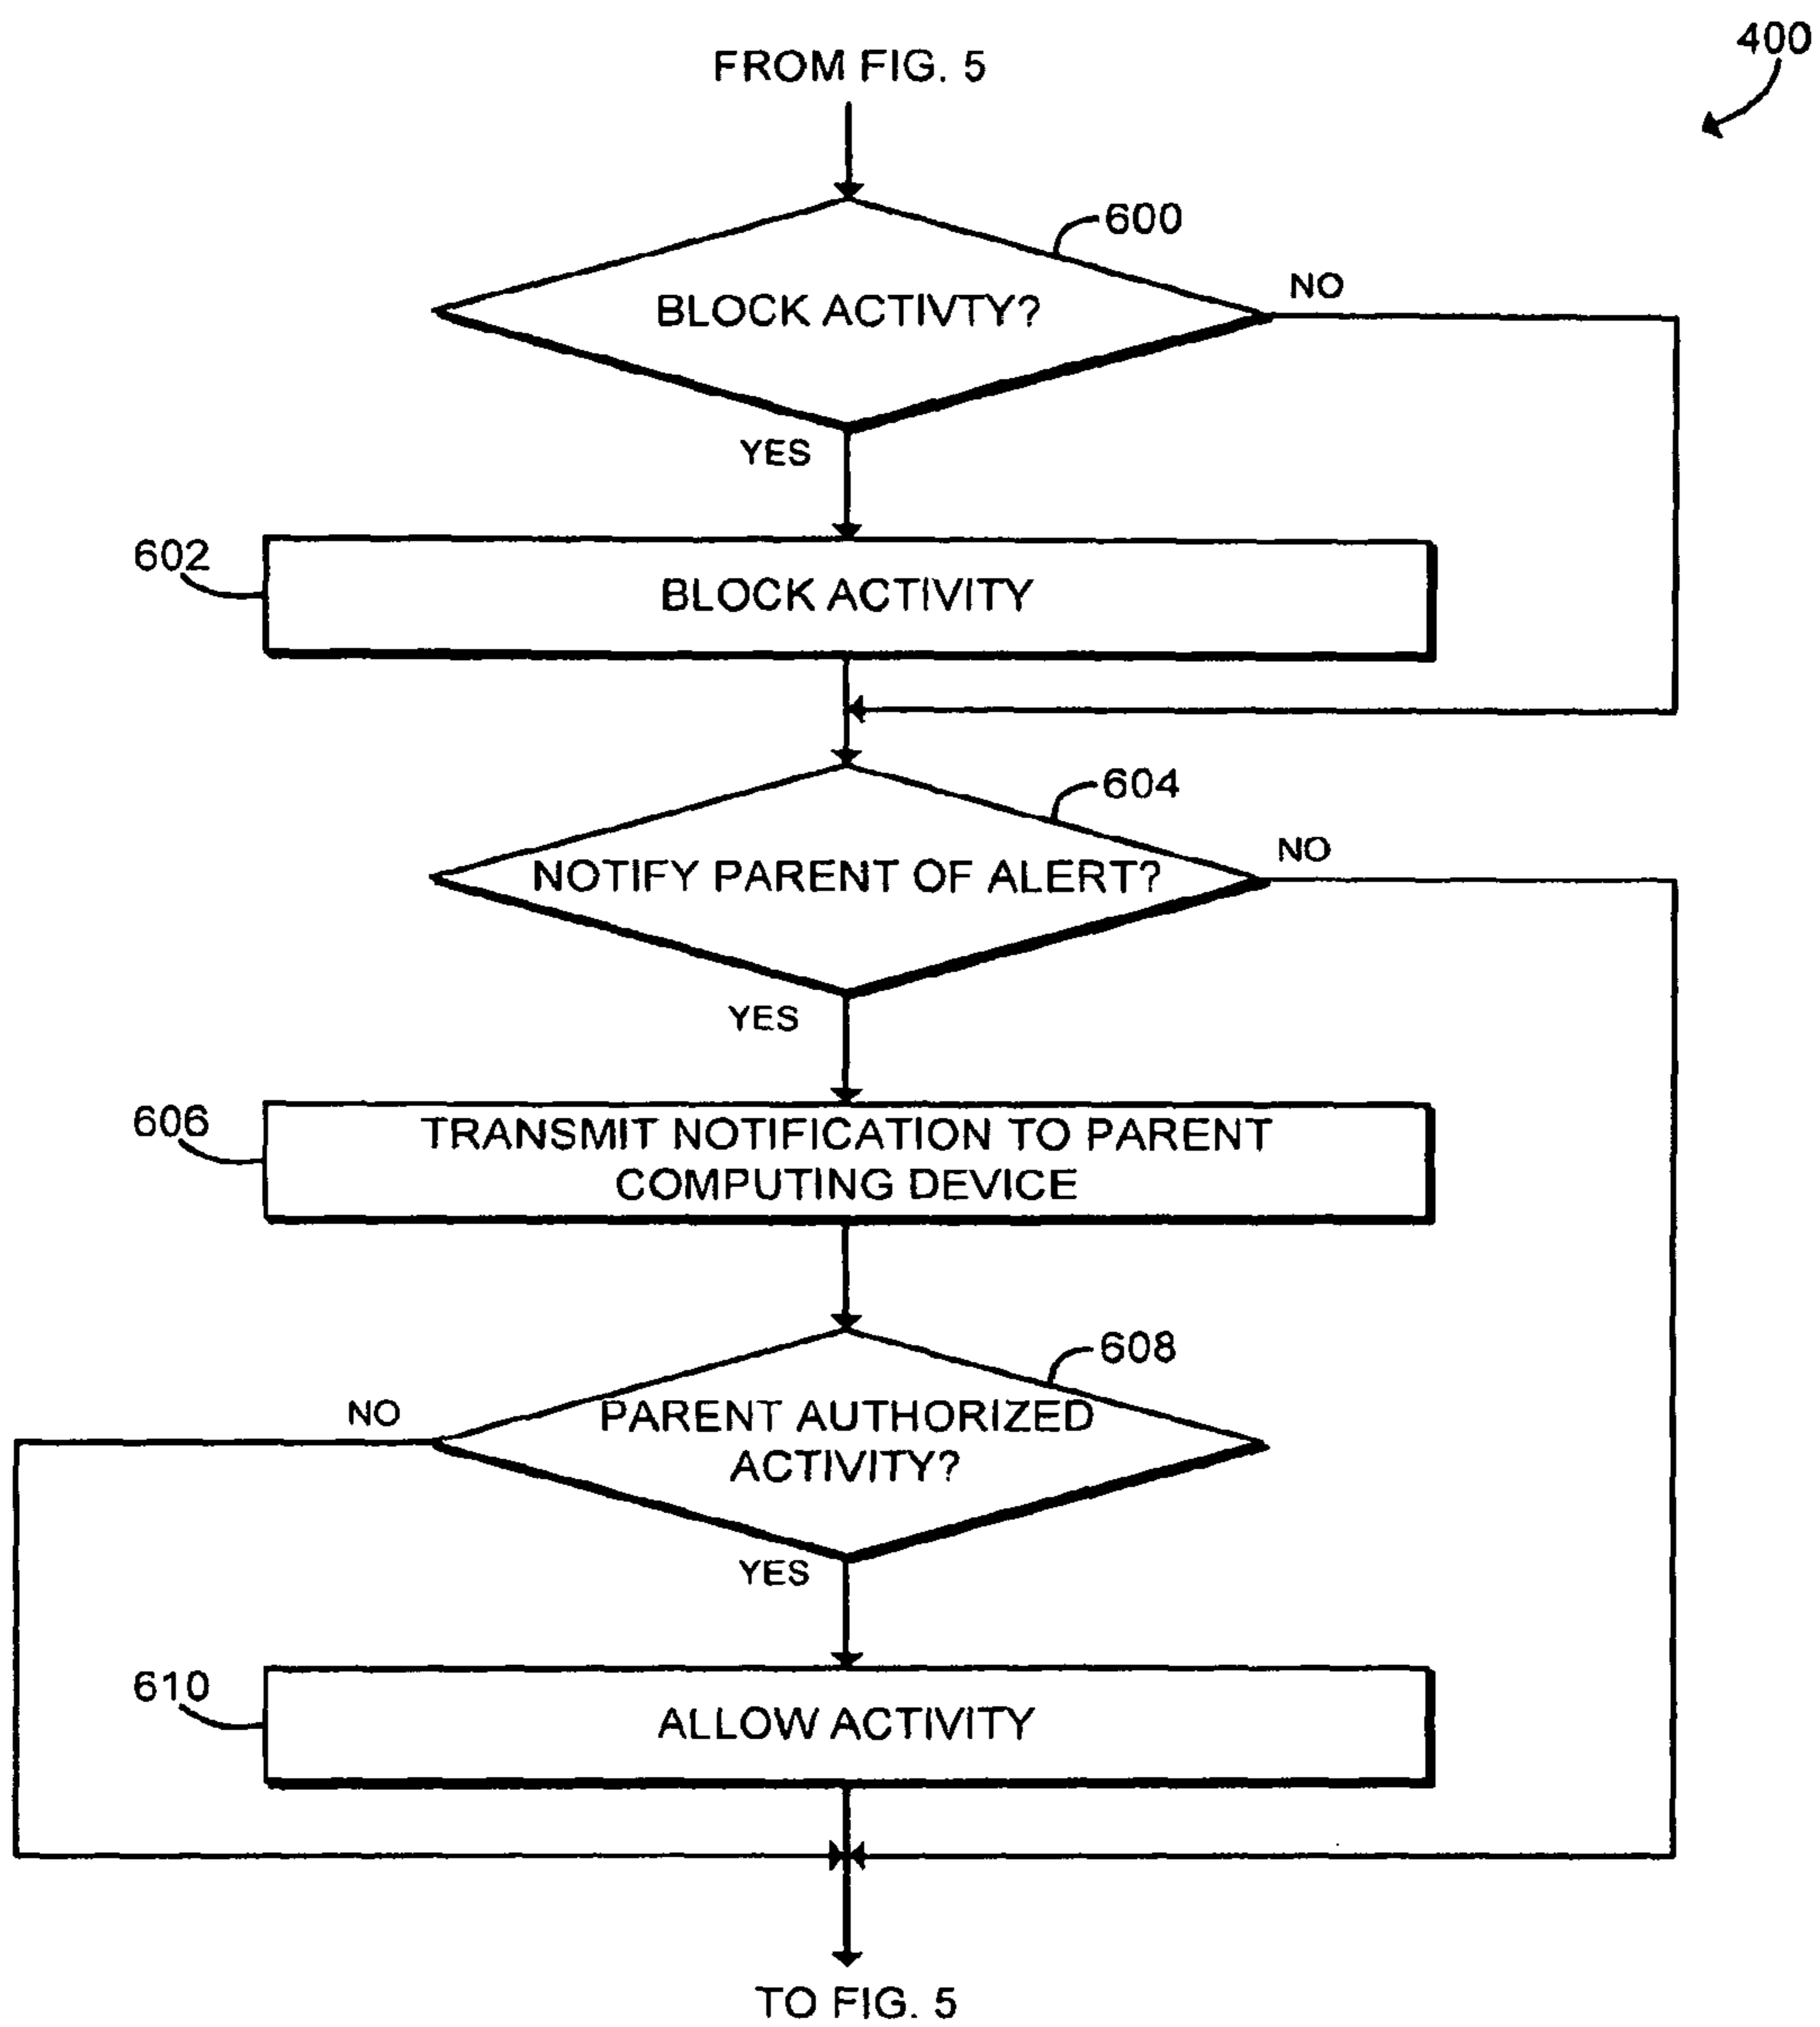 400
FROM FIG. 5
600
BLOCK ACTIVTY?
NO
YES
602
BLOCK ACTIVITY
604
NOTIFY PARENT OF ALERT?
NO
YES
606
TRANSMIT NOTIFICATION TO PARENT
COMPUTING DEVICE
608
NO
PARENT AUTHORIZED
ACTIVITY?
YES
610
ALLOW ACTIVITY
TO FIG. 5